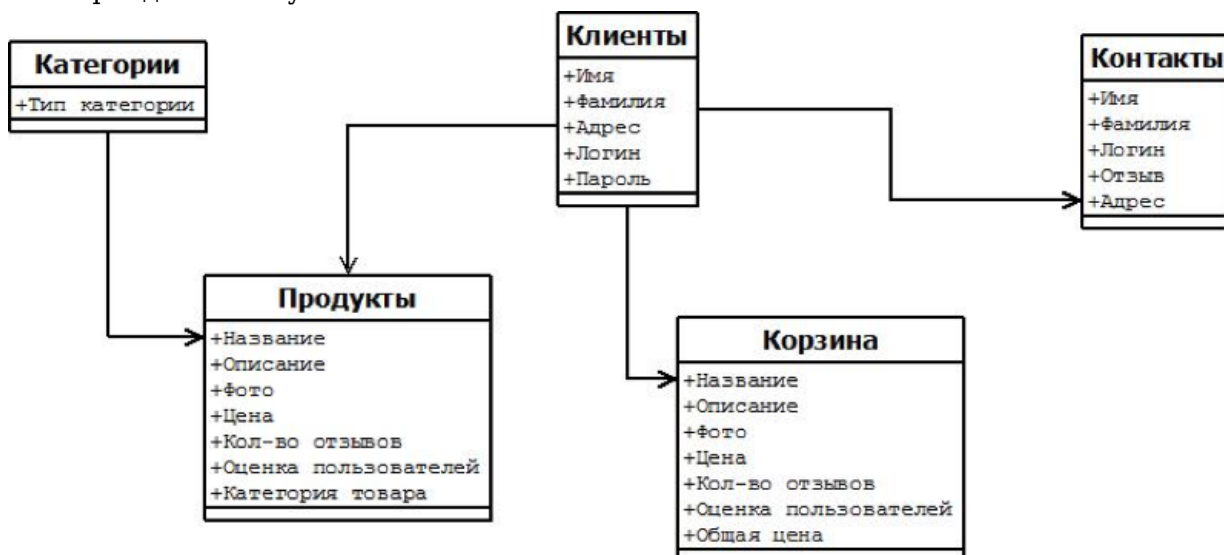 Категории
+Тип категории
Клиенты
+Имя
+Фамилия
+Адрес
+Логин
+Пароль
Контакты
+Имя
+Фамилия
+Логин
+Отзыв
+Адрес
Продукты
+Название
+Описание
+Фото
+Цена
+Кол-во отзывов
+Оценка пользователей
+Категория товара
Корзина
+Название
+Описание
+Фото
+Цена
+Кол-во отзывов
+Оценка пользователей
+Общая цена